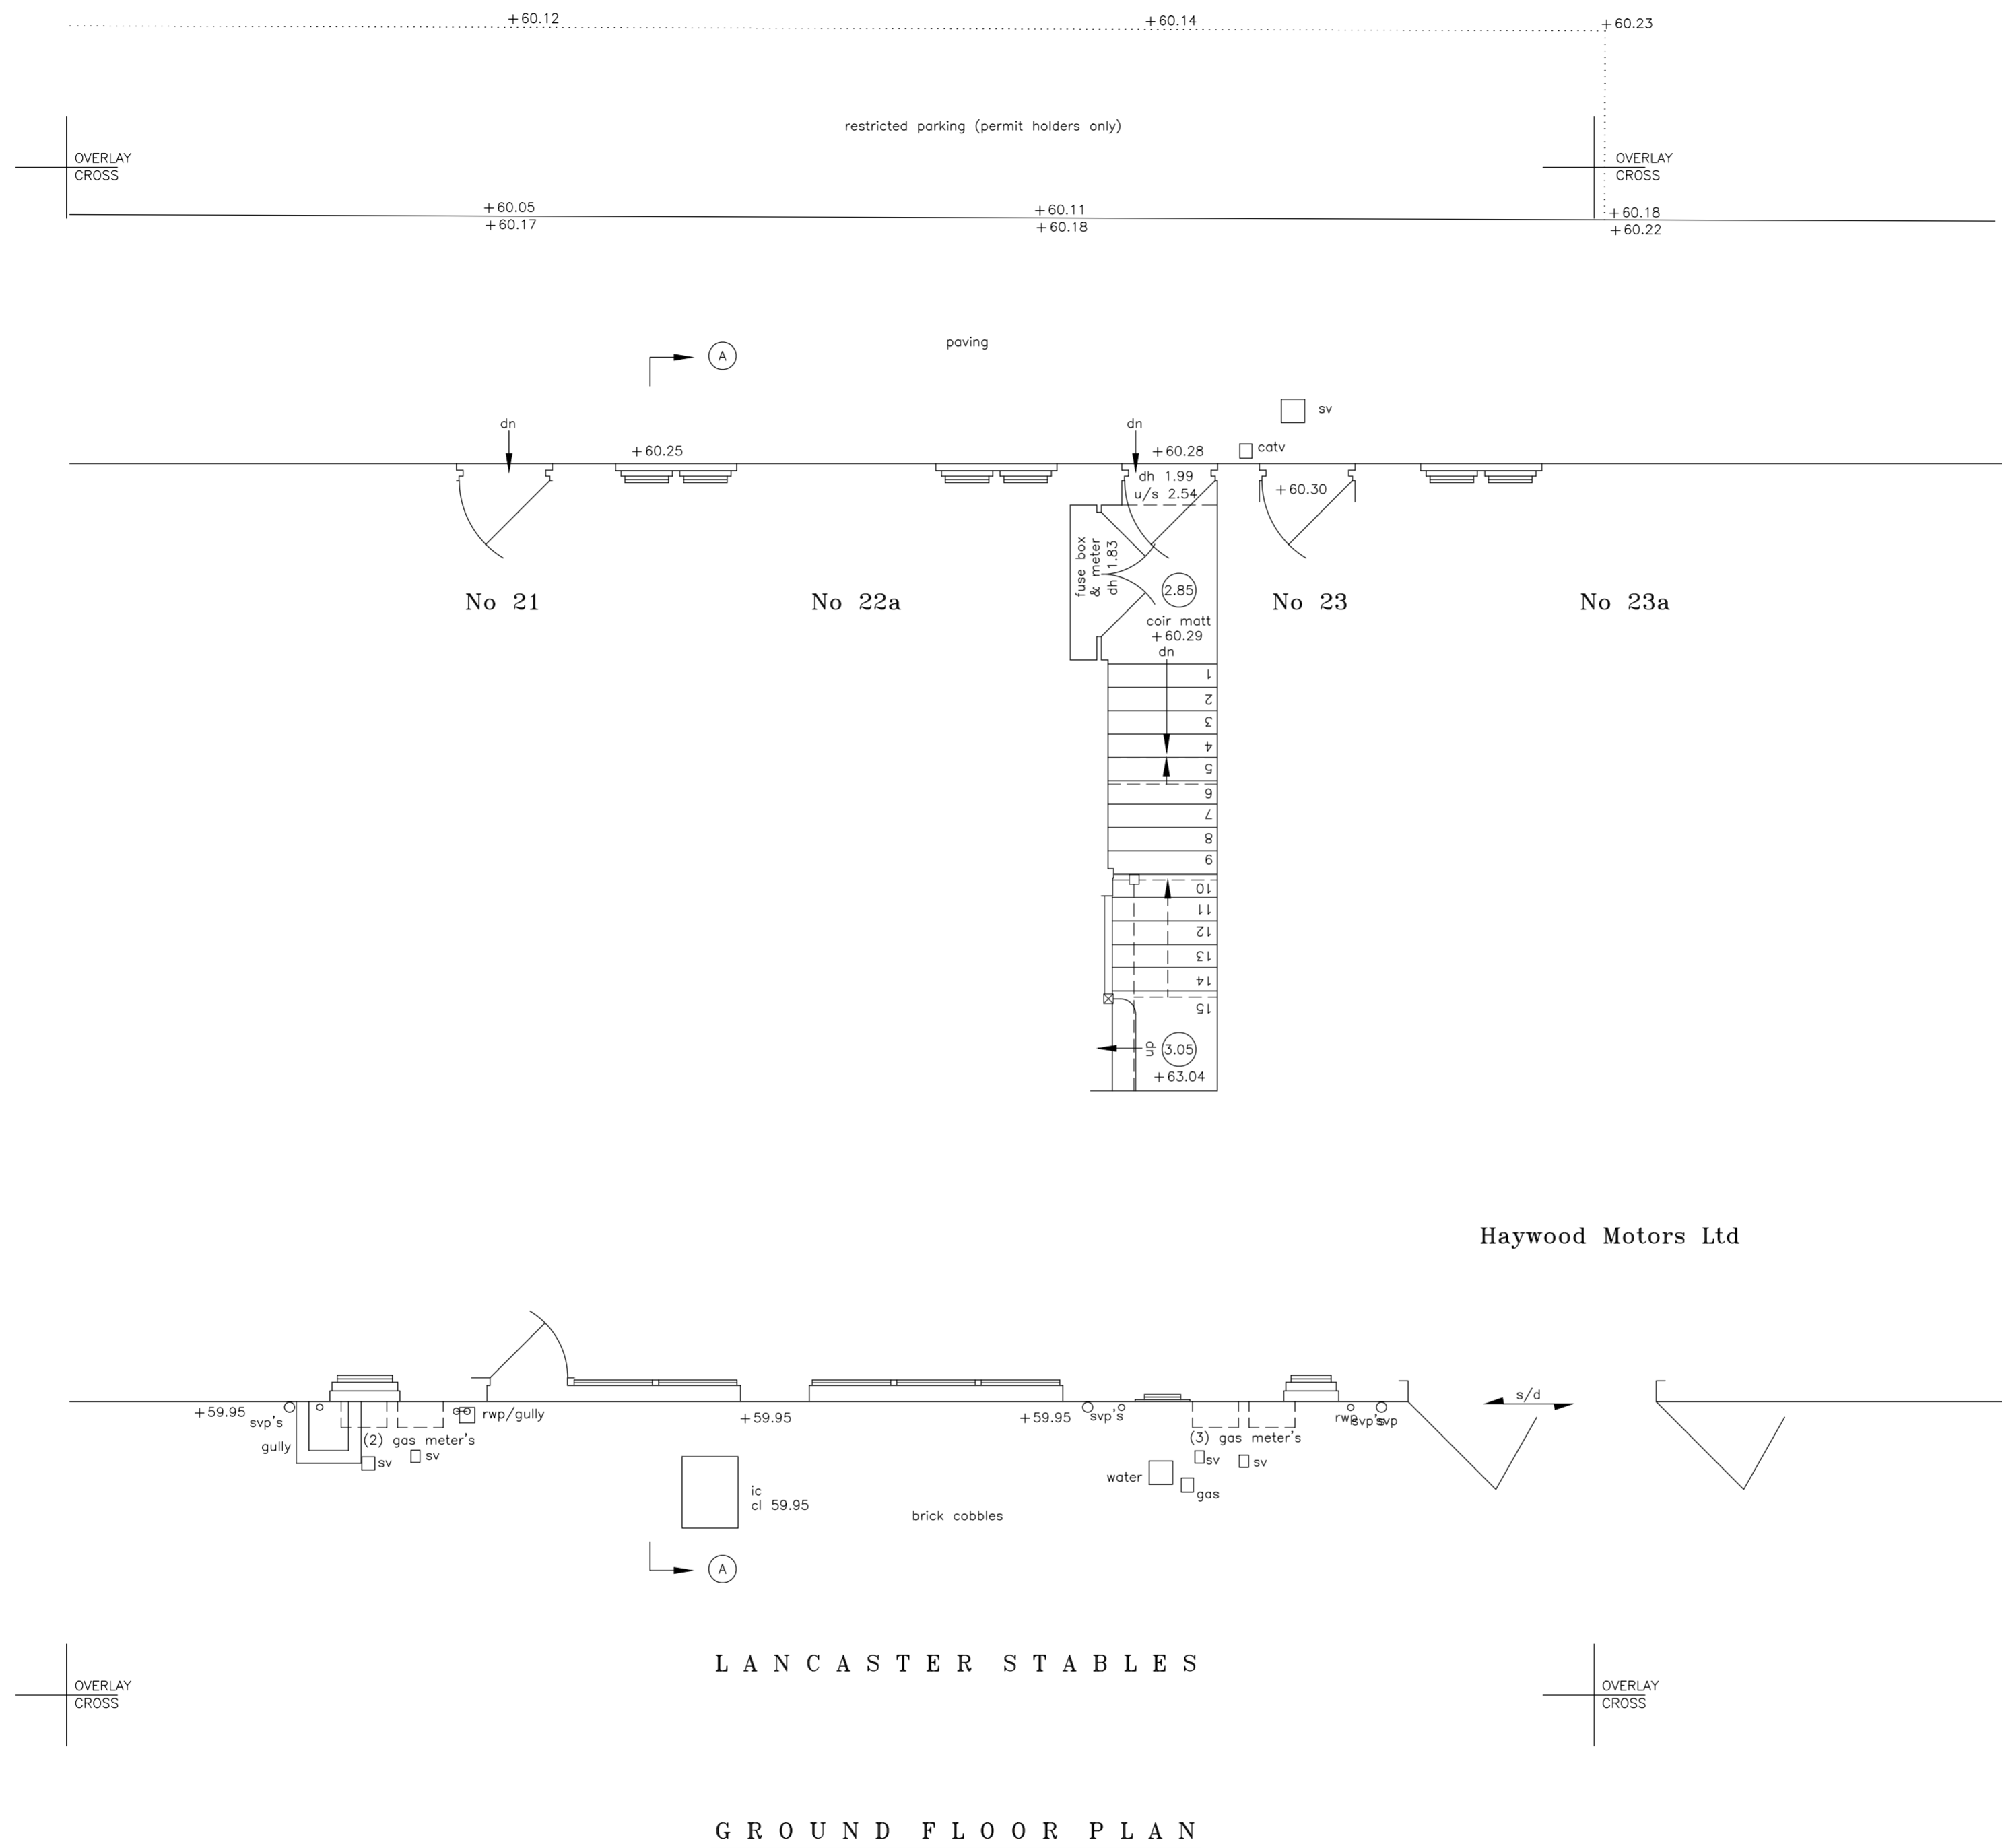 +60.12
+60.14
+60.23
restricted parking (permit holders only)
OVERLAY
CROSS
OVERLAY
CROSS
+60.05
+60.17
+60.11
+60.18
+60.18
+60.22
paving
A
sv
catv
dn
+60.25
dn
+60.28
dh 1.99
u/s 2.54
+60.30
fuse box
& meter
dh 1.83
2.85
No 21
No 22a
No 23
No 23a
coir matt
+60.29
dn
1
2
3
4
5
6
7
8
9
10
11
12
13
14
15
up
3.05
+63.04
Haywood Motors Ltd
s/d
+59.95
svp's
gully
(2) gas meter's
sv
sv
rwp/gully
+59.95
+59.95
svp's
(3) gas meter's
sv
sv
rwp
svp's
svp
water
gas
ic
cl 59.95
brick cobbles
A
LANCASTER STABLES
OVERLAY
CROSS
OVERLAY
CROSS
GROUND FLOOR PLAN